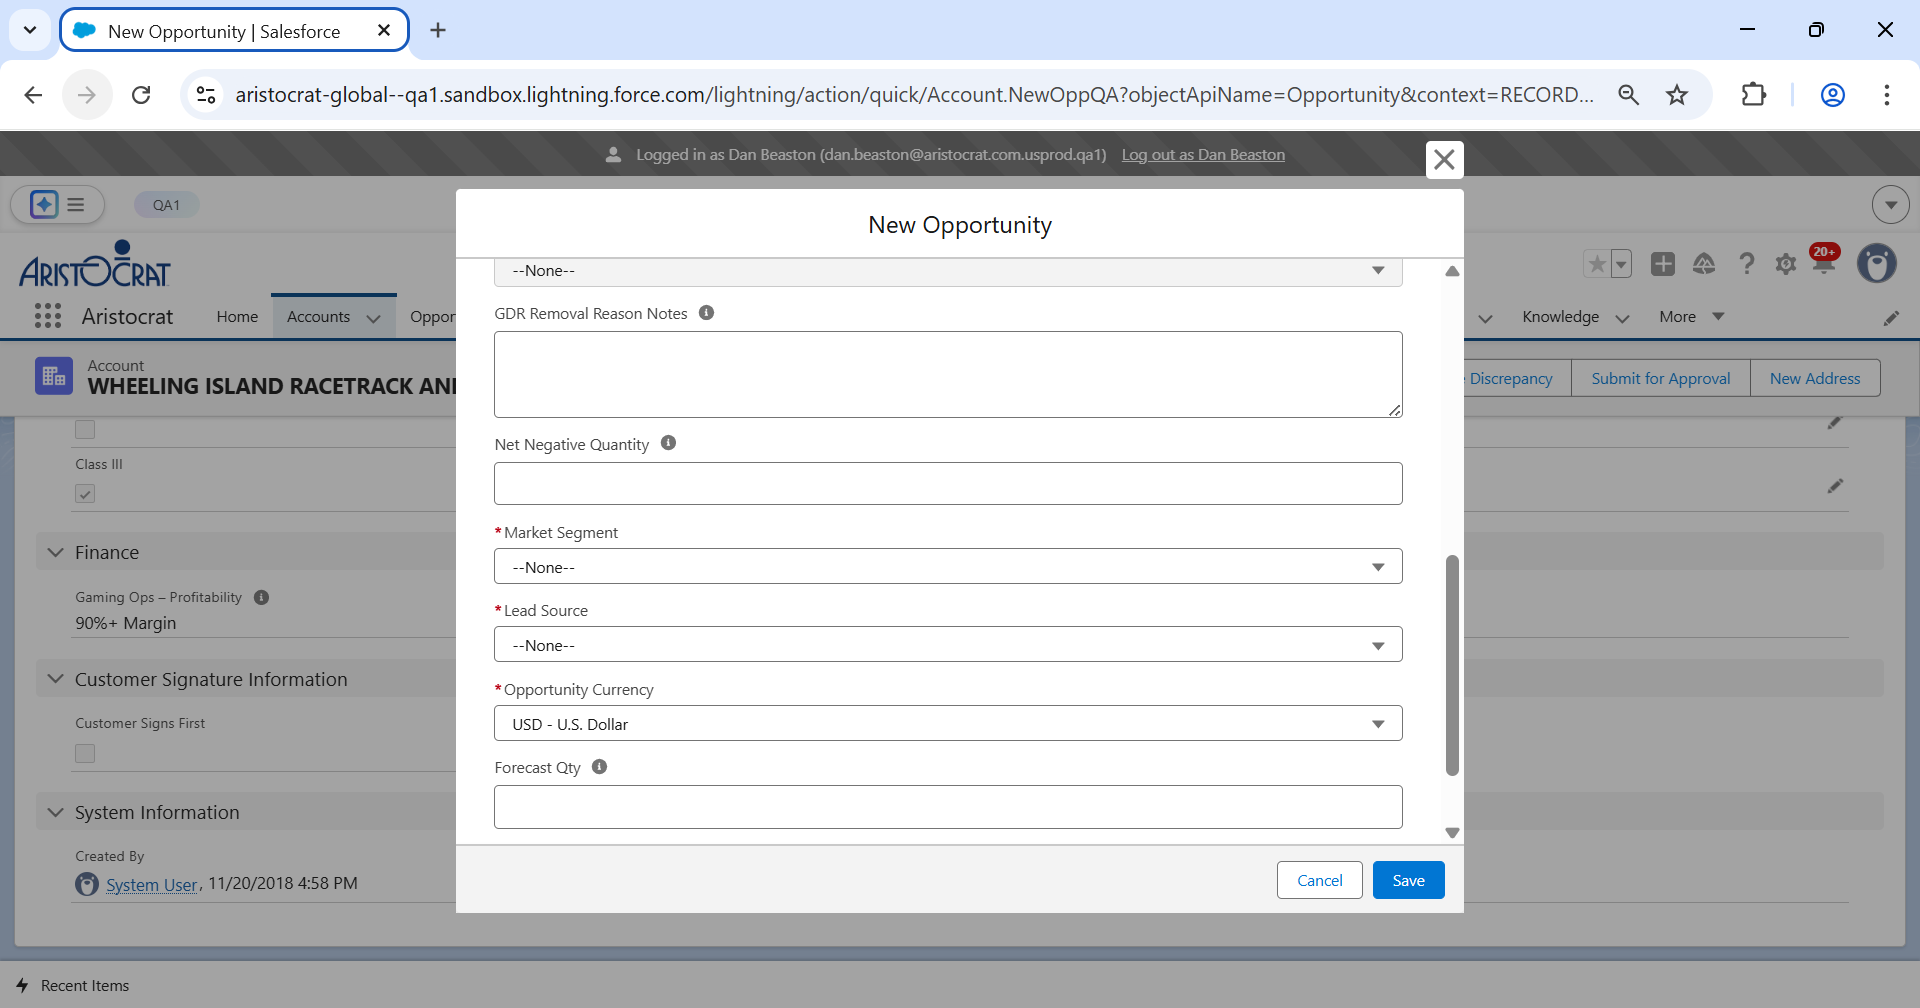 New Opportunity | Salesforce
aristocrat-global--qa1.sandbox.lightning.force.com/lightning/action/quick/Account.NewOppQA?objectApiName=Opportunity&context=RECORD...
Logged in as Dan Beaston (dan.beaston@aristocrat.com.usprod.qa1) Log out as Dan Beaston
QA1
ARISTOCRAT
20+
Aristocrat
Home
Accounts
Oppor
Knowledge
More
Account
WHEELING ISLAND RACETRACK AN
Discrepancy
Submit for Approval
New Address
Class III
Finance
Gaming Ops – Profitability
90%+ Margin
Customer Signature Information
Customer Signs First
System Information
Created By
System User, 11/20/2018 4:58 PM
New Opportunity
--None--
GDR Removal Reason Notes
Net Negative Quantity
*Market Segment
--None--
*Lead Source
--None--
*Opportunity Currency
USD - U.S. Dollar
Forecast Qty
Cancel
Save
Recent Items